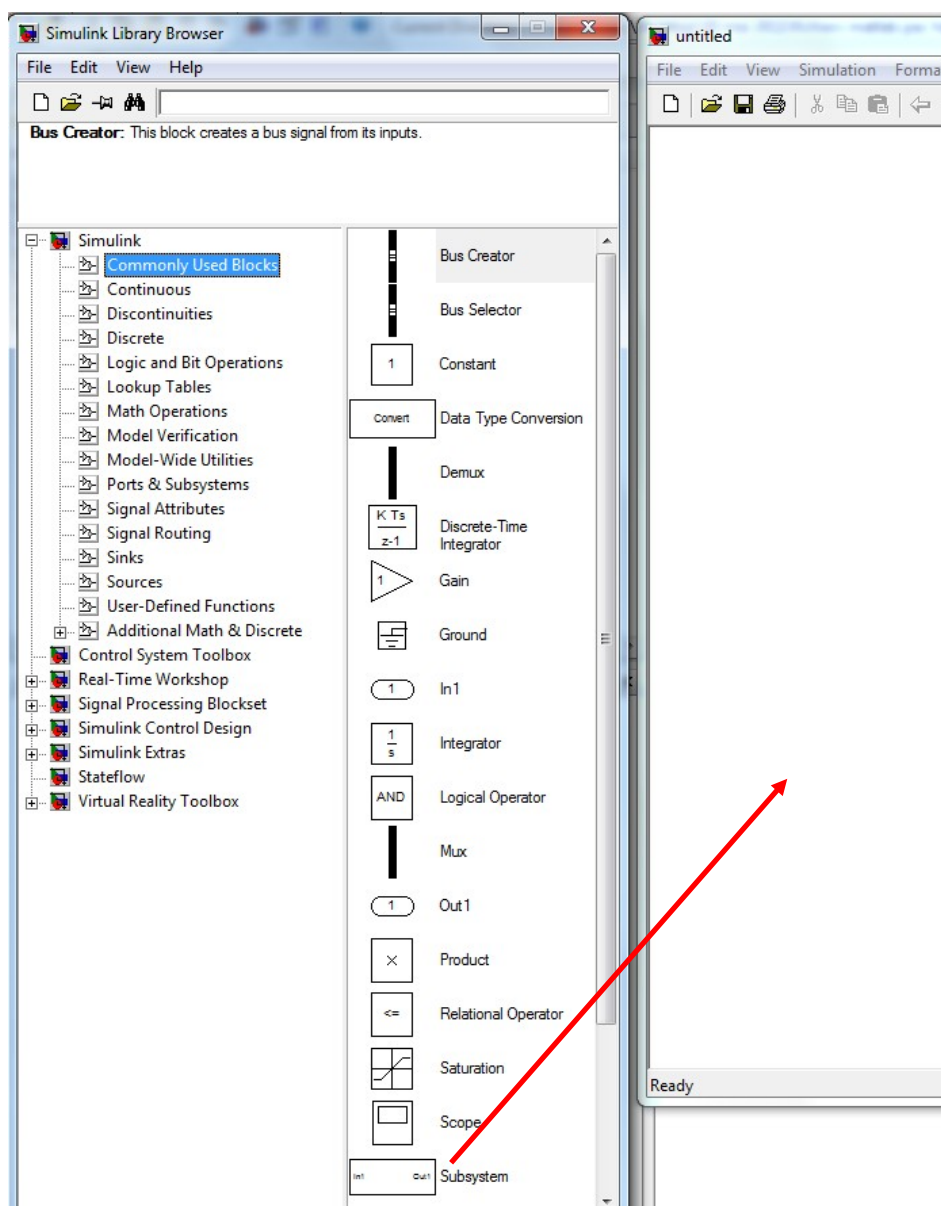 Simulink Library Browser
File Edit View Help
Bus Creator: This block creates a bus signal from its inputs.
Simulink
Commonly Used Blocks
Continuous
Discontinuities
Discrete
Logic and Bit Operations
Lookup Tables
Math Operations
Model Verification
Model-Wide Utilities
Ports & Subsystems
Signal Attributes
Signal Routing
Sinks
Sources
User-Defined Functions
Additional Math & Discrete
Control System Toolbox
Real-Time Workshop
Signal Processing Blockset
Simulink Control Design
Simulink Extras
Stateflow
Virtual Reality Toolbox
Bus Creator
Bus Selector
1 Constant
Convert Data Type Conversion
Demux
K Ts
z-1
Discrete-Time
Integrator
1 Gain
Ground
1 In1
1
s
Integrator
AND Logical Operator
Mux
1 Out1
× Product
<= Relational Operator
Saturation
Scope
In1 Out1 Subsystem
untitled
File Edit View Simulation Forma
Ready